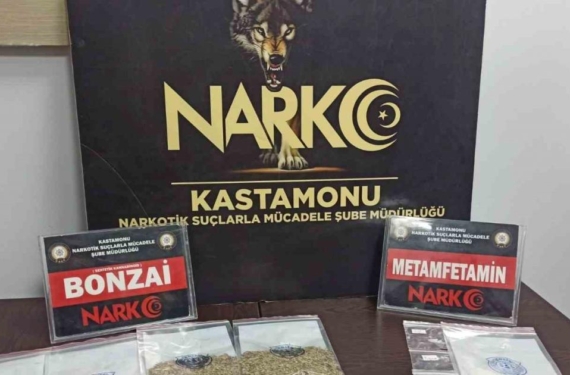 NARKO
KASTAMONU
NARKOTİK SUÇLARLA MÜCADELE ŞUBE MÜDÜRLÜĞÜ
KASTAMONU
NARKOTİK SUÇLARLA MÜCADELE
ŞUBE MÜDÜRLÜĞÜ
BONZAİ
NARKO
KASTAMONU
NARKOTİK SUÇLARLA MÜCADELE
ŞUBE MÜDÜRLÜĞÜ
METAMFETAMİN
NARKO